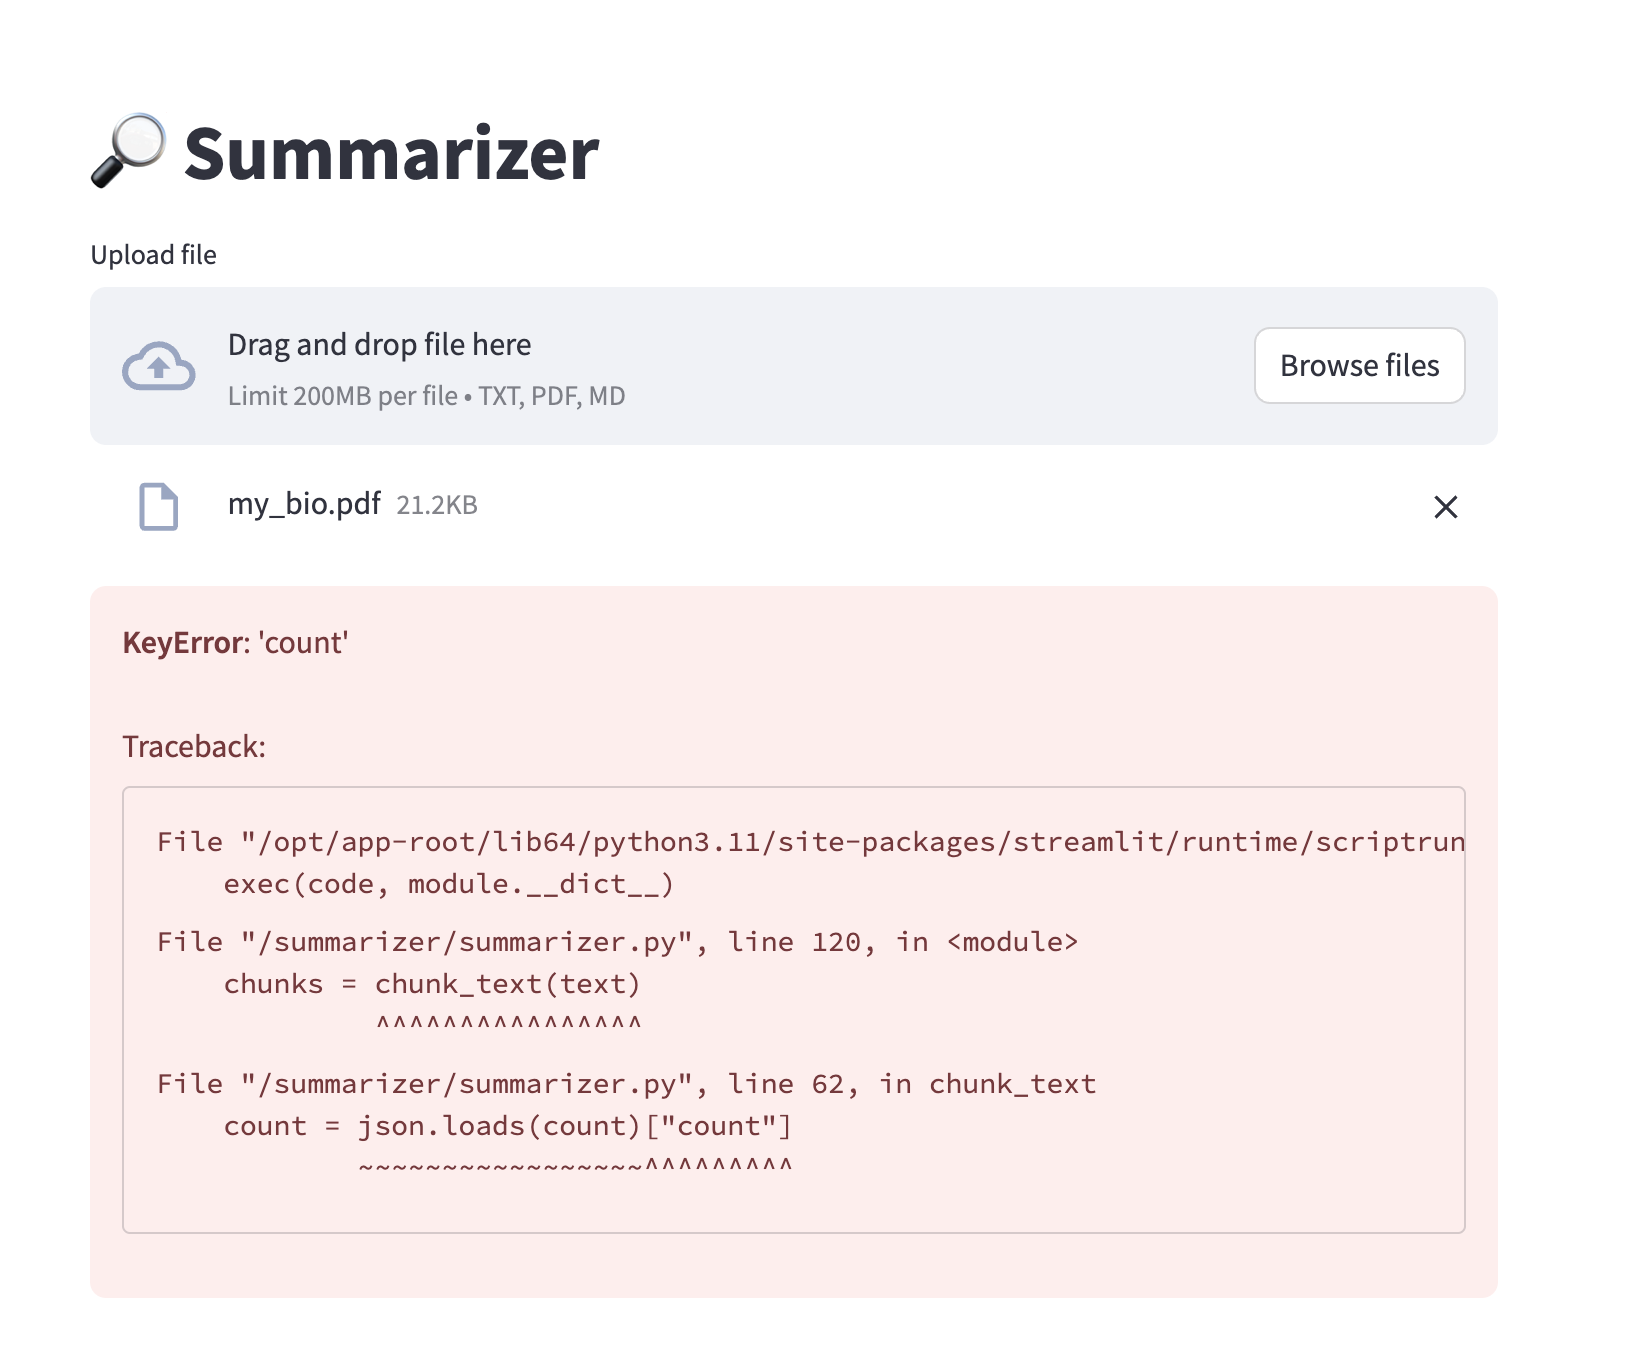 🔎 Summarizer
Upload file
Drag and drop file here
Limit 200MB per file • TXT, PDF, MD
Browse files
my_bio.pdf 21.2KB
KeyError: 'count'
Traceback:
File "/opt/app-root/lib64/python3.11/site-packages/streamlit/runtime/scriptrun
    exec(code, module.__dict__)
File "/summarizer/summarizer.py", line 120, in <module>
    chunks = chunk_text(text)
             ^^^^^^^^^^^^^^^^
File "/summarizer/summarizer.py", line 62, in chunk_text
    count = json.loads(count)["count"]
            ~~~~~~~~~~~~~~~~~^^^^^^^^^